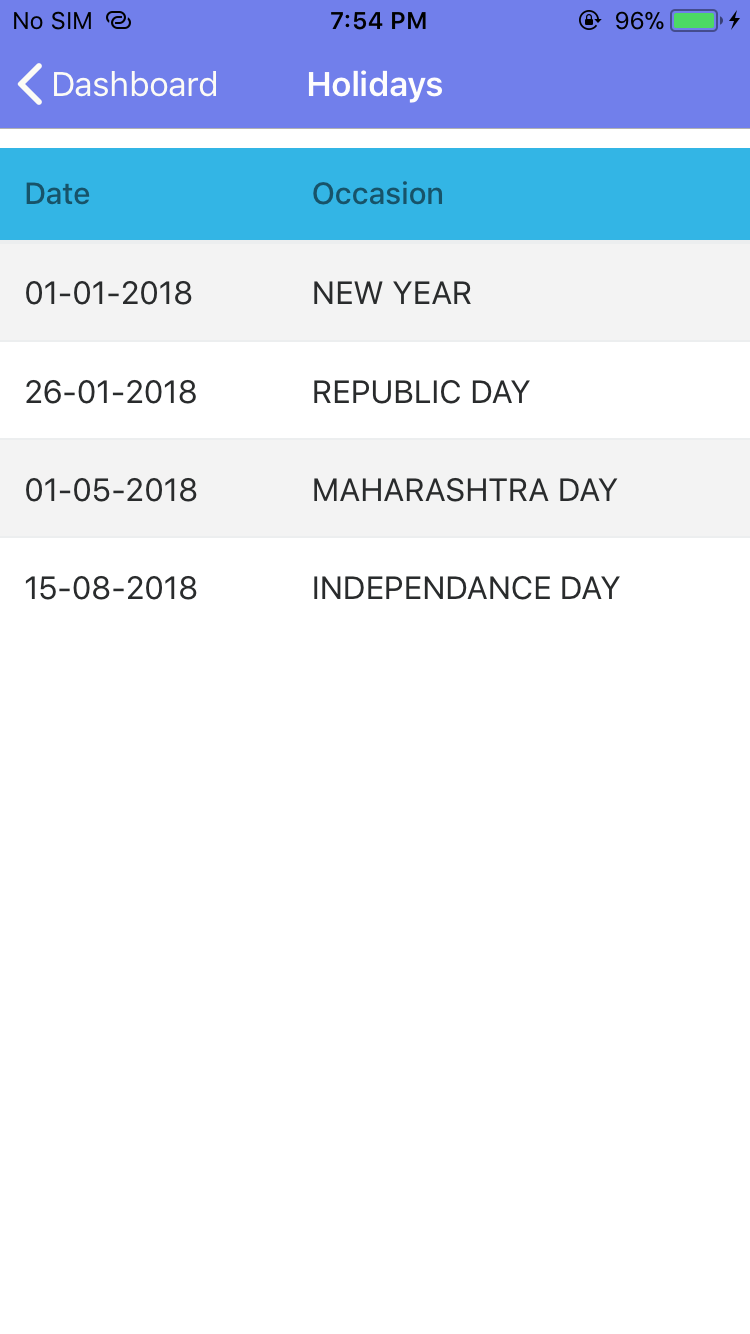 No SIM 7:54 PM 96%
Dashboard Holidays
Date Occasion
01-01-2018 NEW YEAR
26-01-2018 REPUBLIC DAY
01-05-2018 MAHARASHTRA DAY
15-08-2018 INDEPENDANCE DAY